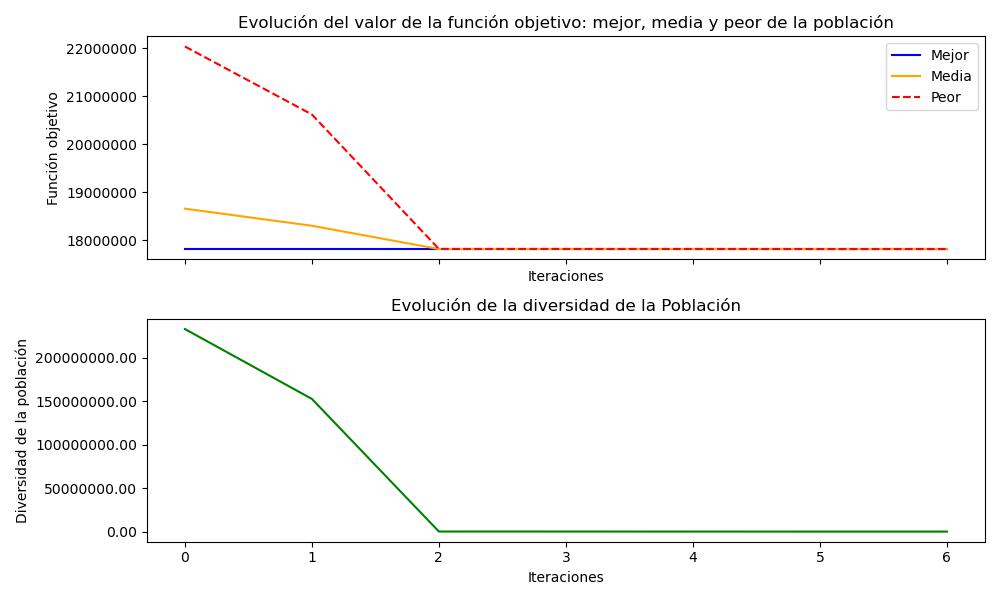 Evolución del valor de la función objetivo: mejor, media y peor de la población
Función objetivo
22000000
21000000
20000000
19000000
18000000
Mejor
Media
Peor
Iteraciones
Evolución de la diversidad de la Población
Diversidad de la población
200000000.00
150000000.00
100000000.00
50000000.00
0.00
0 1 2 3 4 5 6
Iteraciones